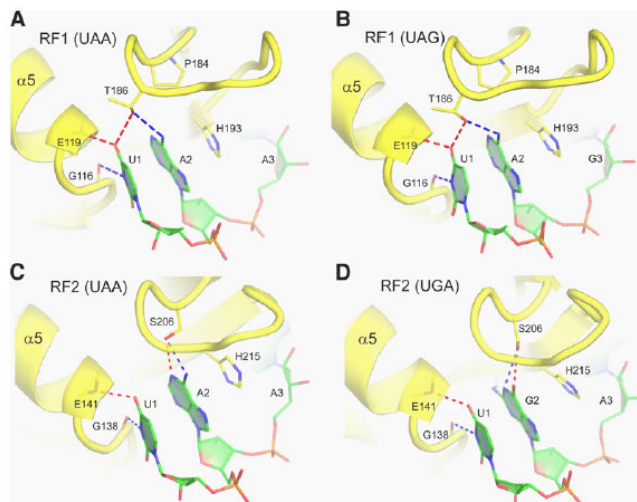 A
RF1 (UAA)
P184
α5
T186
H193
E119
U1
A2
A3
G116
B
RF1 (UAG)
P184
α5
T186
H193
E119
U1
A2
G3
G116
C
RF2 (UAA)
S206
α5
H215
E141
U1
A2
A3
G138
D
RF2 (UGA)
S206
α5
H215
E141
U1
G2
A3
G138